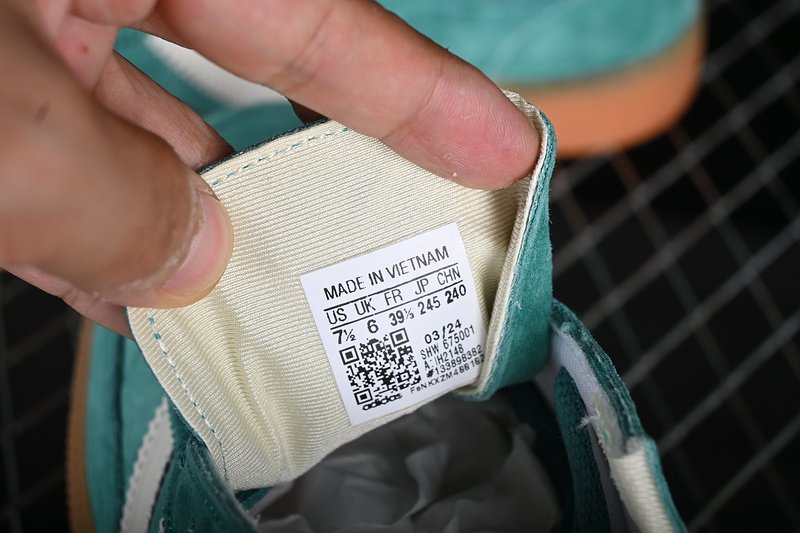 MADE IN VIETNAM
US UK FR JP CHN
7½ 6 39⅓ 245 240
03/24
SHW 675001
#133898382
adidas